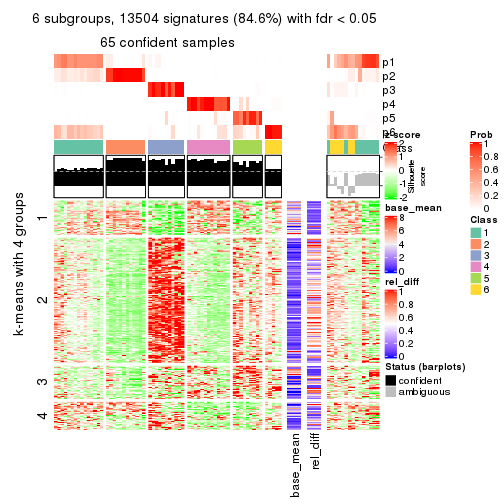 6 subgroups, 13504 signatures (84.6%) with fdr < 0.05
65 confident samples
p1
p2
p3
p4
p5
p6
Class
Silhouette score
k-means with 4 groups
1
2
3
4
base_mean
rel_diff
z-score
2
1
0
-1
-2
base_mean
8
6
4
2
0
rel_diff
1
0.8
0.6
0.4
0.2
0
Status (barplots)
confident
ambiguous
Prob
1
0.8
0.6
0.4
0.2
0
Class
1
2
3
4
5
6